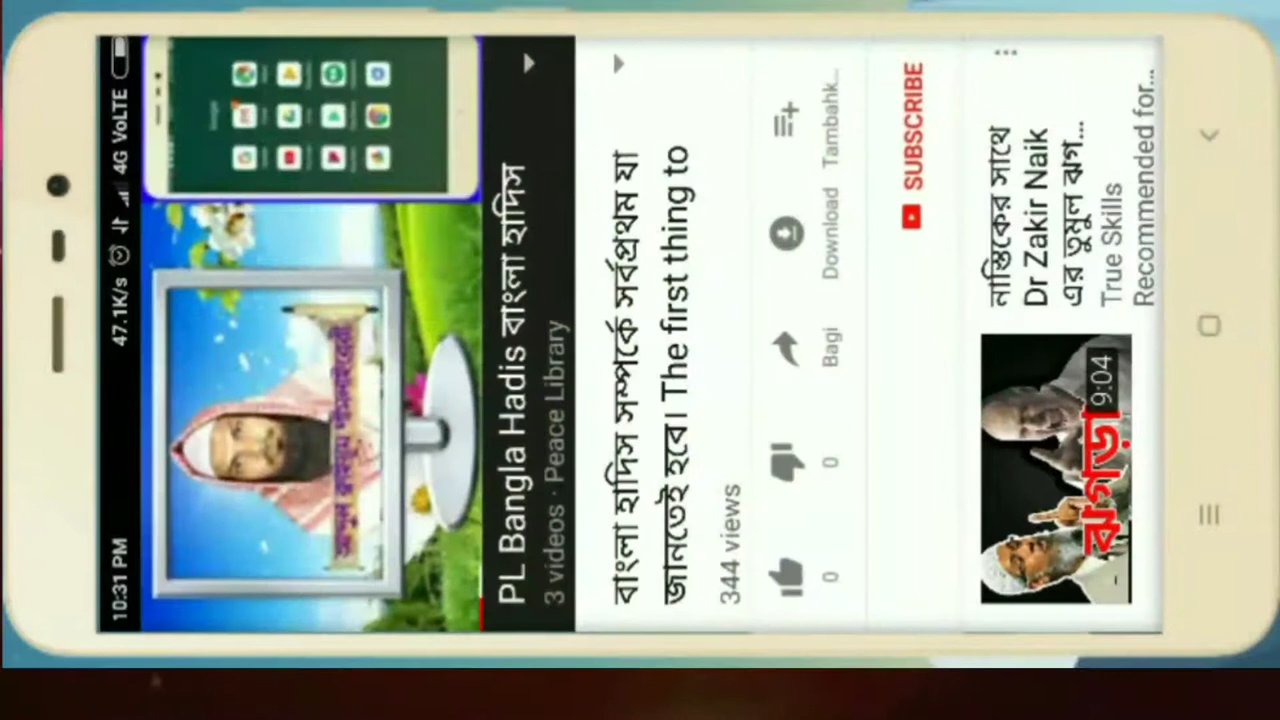 10:31 PM
47.1K/s
4G VoLTE
PL Bangla Hadis বাংলা হাদিস
3 videos · Peace Library
বাংলা হাদিস সম্পর্কে সর্বপ্রথম যা
জানতেই হবে। The first thing to
344 views
0
0
Bagi
Download
Tambahk...
SUBSCRIBE
নাস্তিকের সাথে
Dr Zakir Naik
এর তুমুল ঝগ...
True Skills
Recommended for...
ঝগড়া
9:04